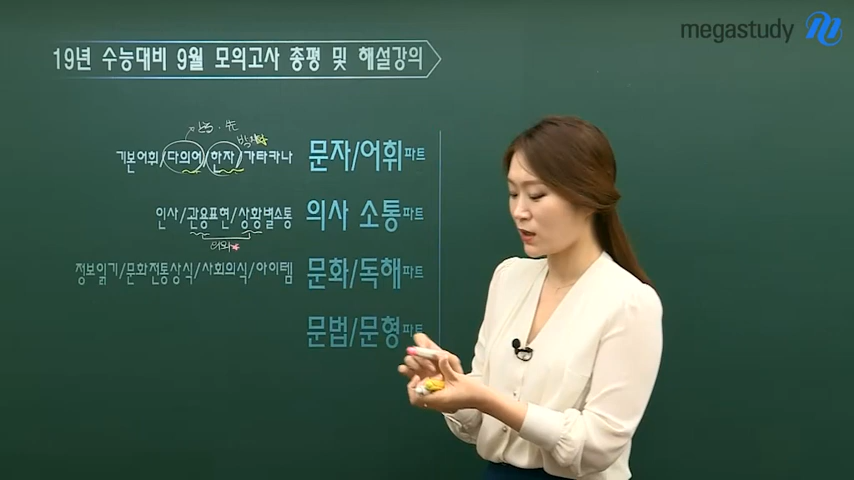 megastudy
19년 수능대비 9월 모의고사 총평 및 해설강의
とる · 先
기본어휘/다의어/한자/가타카나 문자/어휘파트
인사/관용표현/상황별소통 의사 소통파트
정보읽기/문화전통상식/사회의식/아이템 문화/독해파트
문법/문형파트